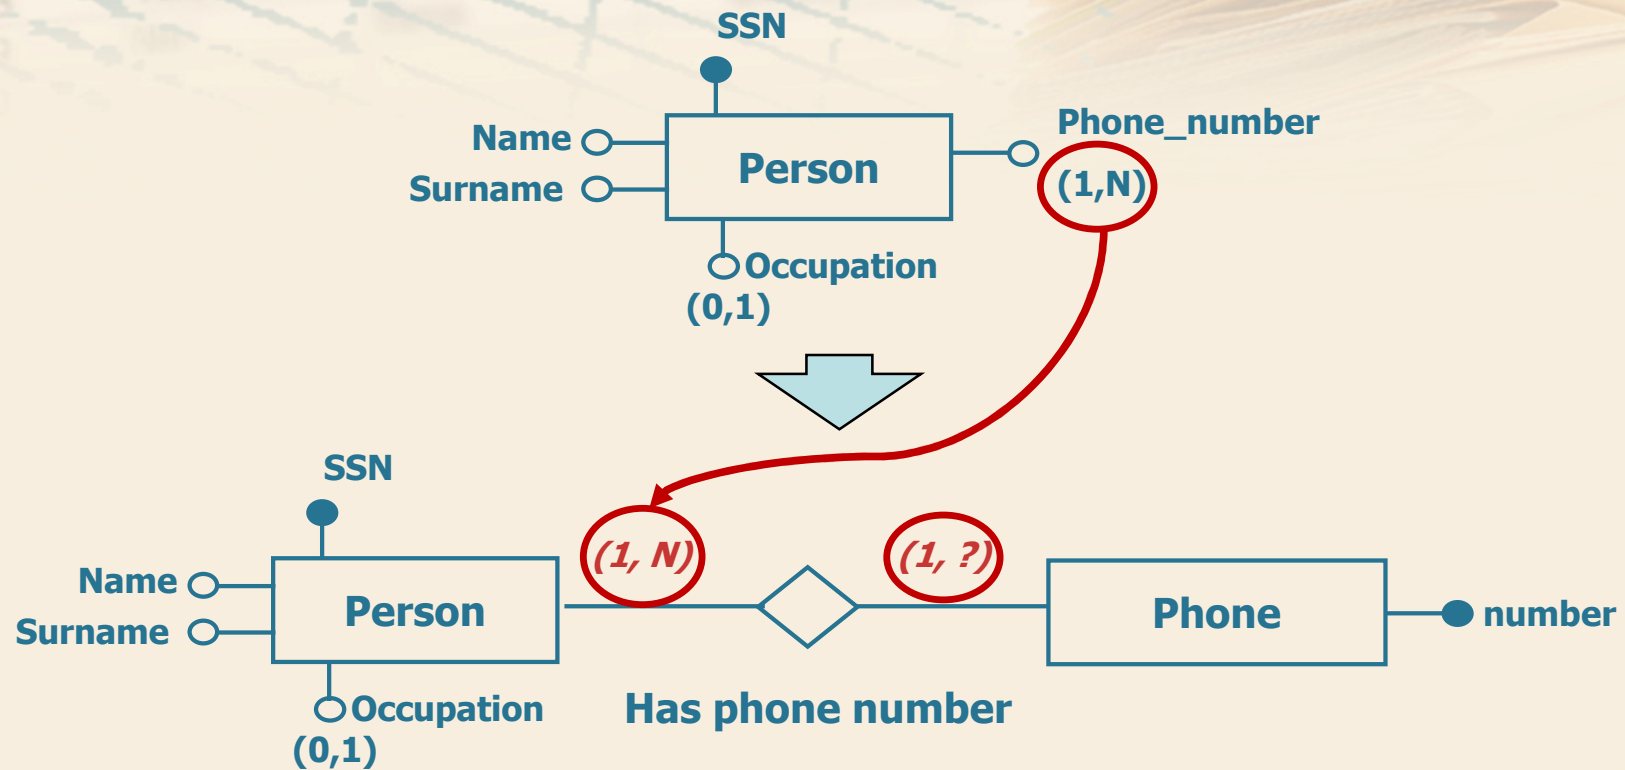 SSN
Name
Phone_number
Surname
Person
(1,N)
Occupation
(0,1)
SSN
(1, N)
(1, ?)
Name
Surname
Person
Phone
number
Occupation
(0,1)
Has phone number